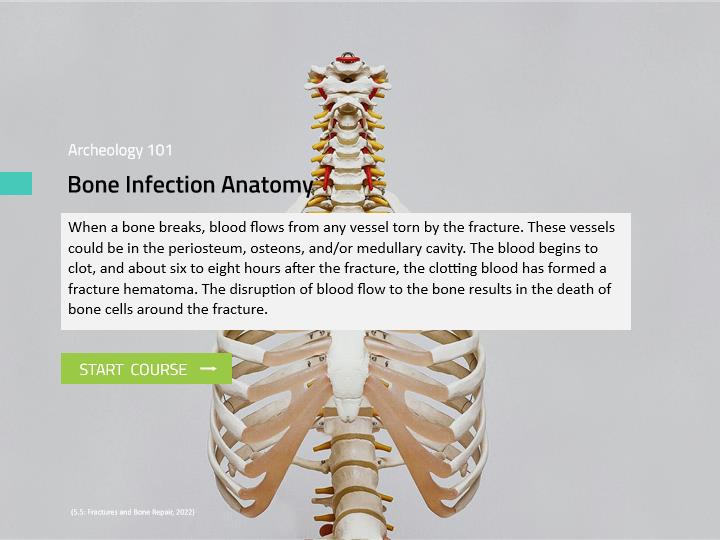 Archeology 101
Bone Infection Anatomy
When a bone breaks, blood flows from any vessel torn by the fracture. These vessels
could be in the periosteum, osteons, and/or medullary cavity. The blood begins to
clot, and about six to eight hours after the fracture, the clotting blood has formed a
fracture hematoma. The disruption of blood flow to the bone results in the death of
bone cells around the fracture.
START COURSE
(5.5: Fractures and Bone Repair, 2022)